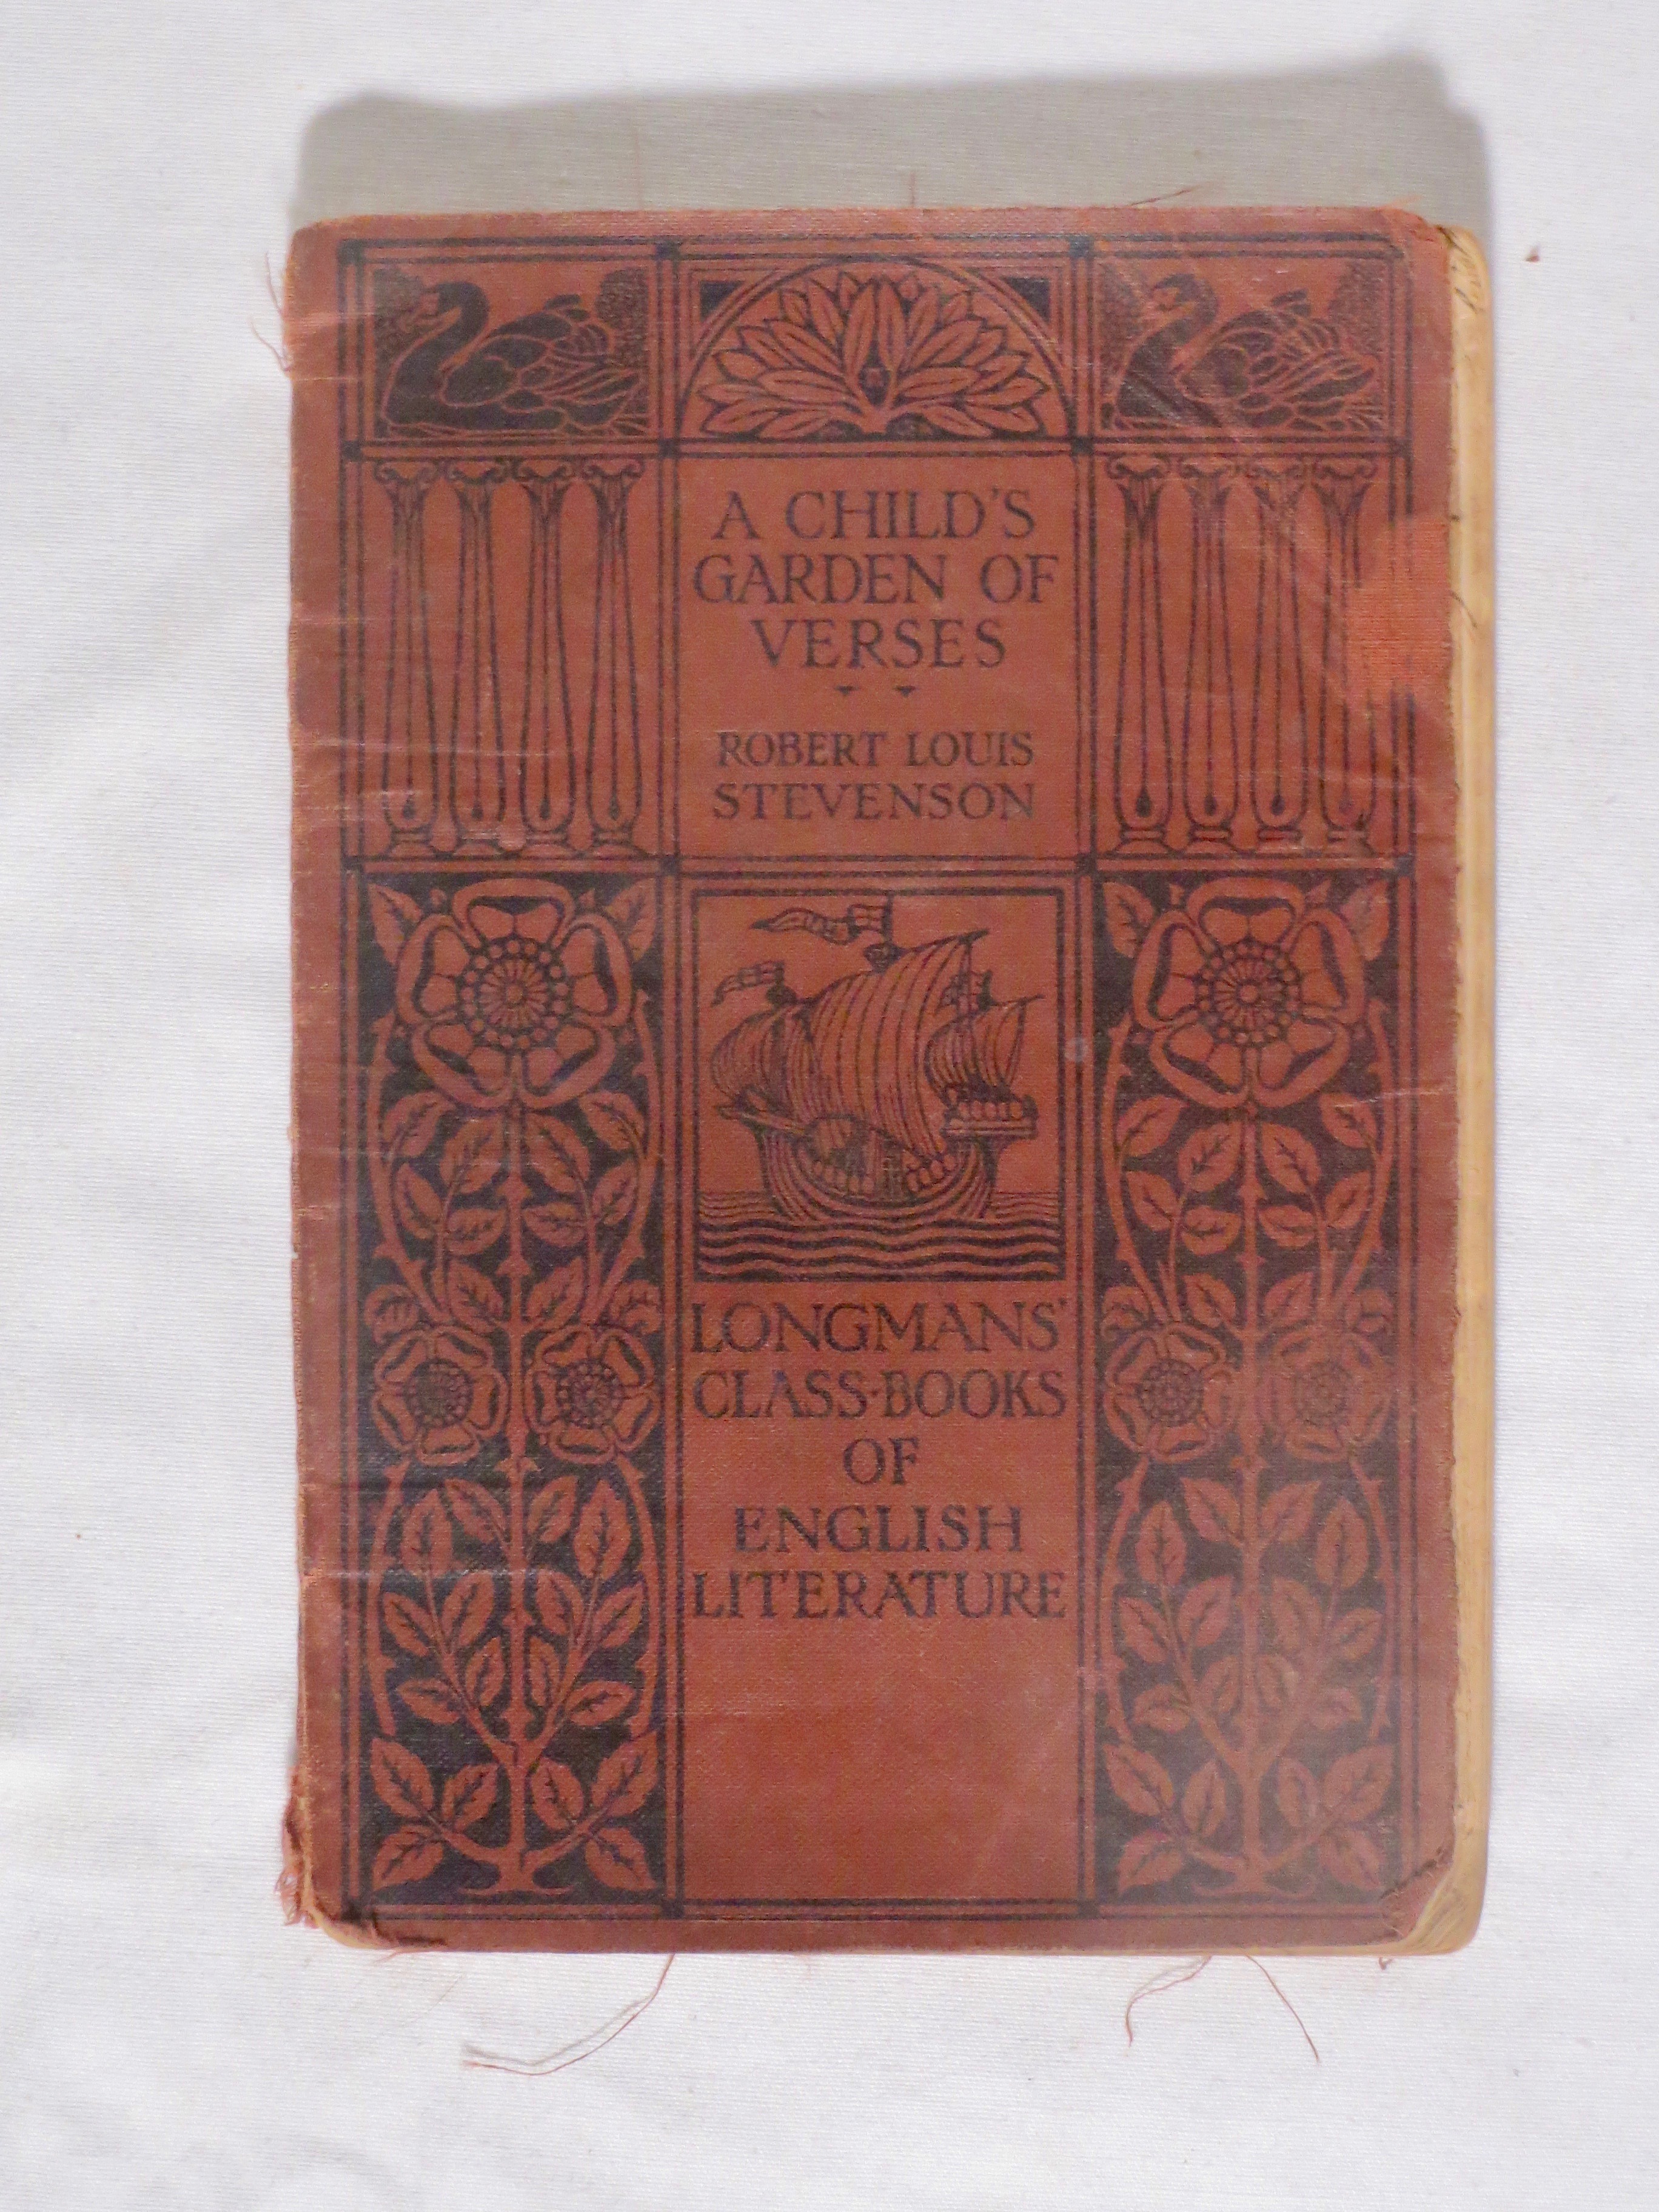 A CHILD'S
GARDEN OF
VERSES
ROBERT LOUIS
STEVENSON
LONGMANS'
CLASS-BOOKS
OF
ENGLISH
LITERATURE